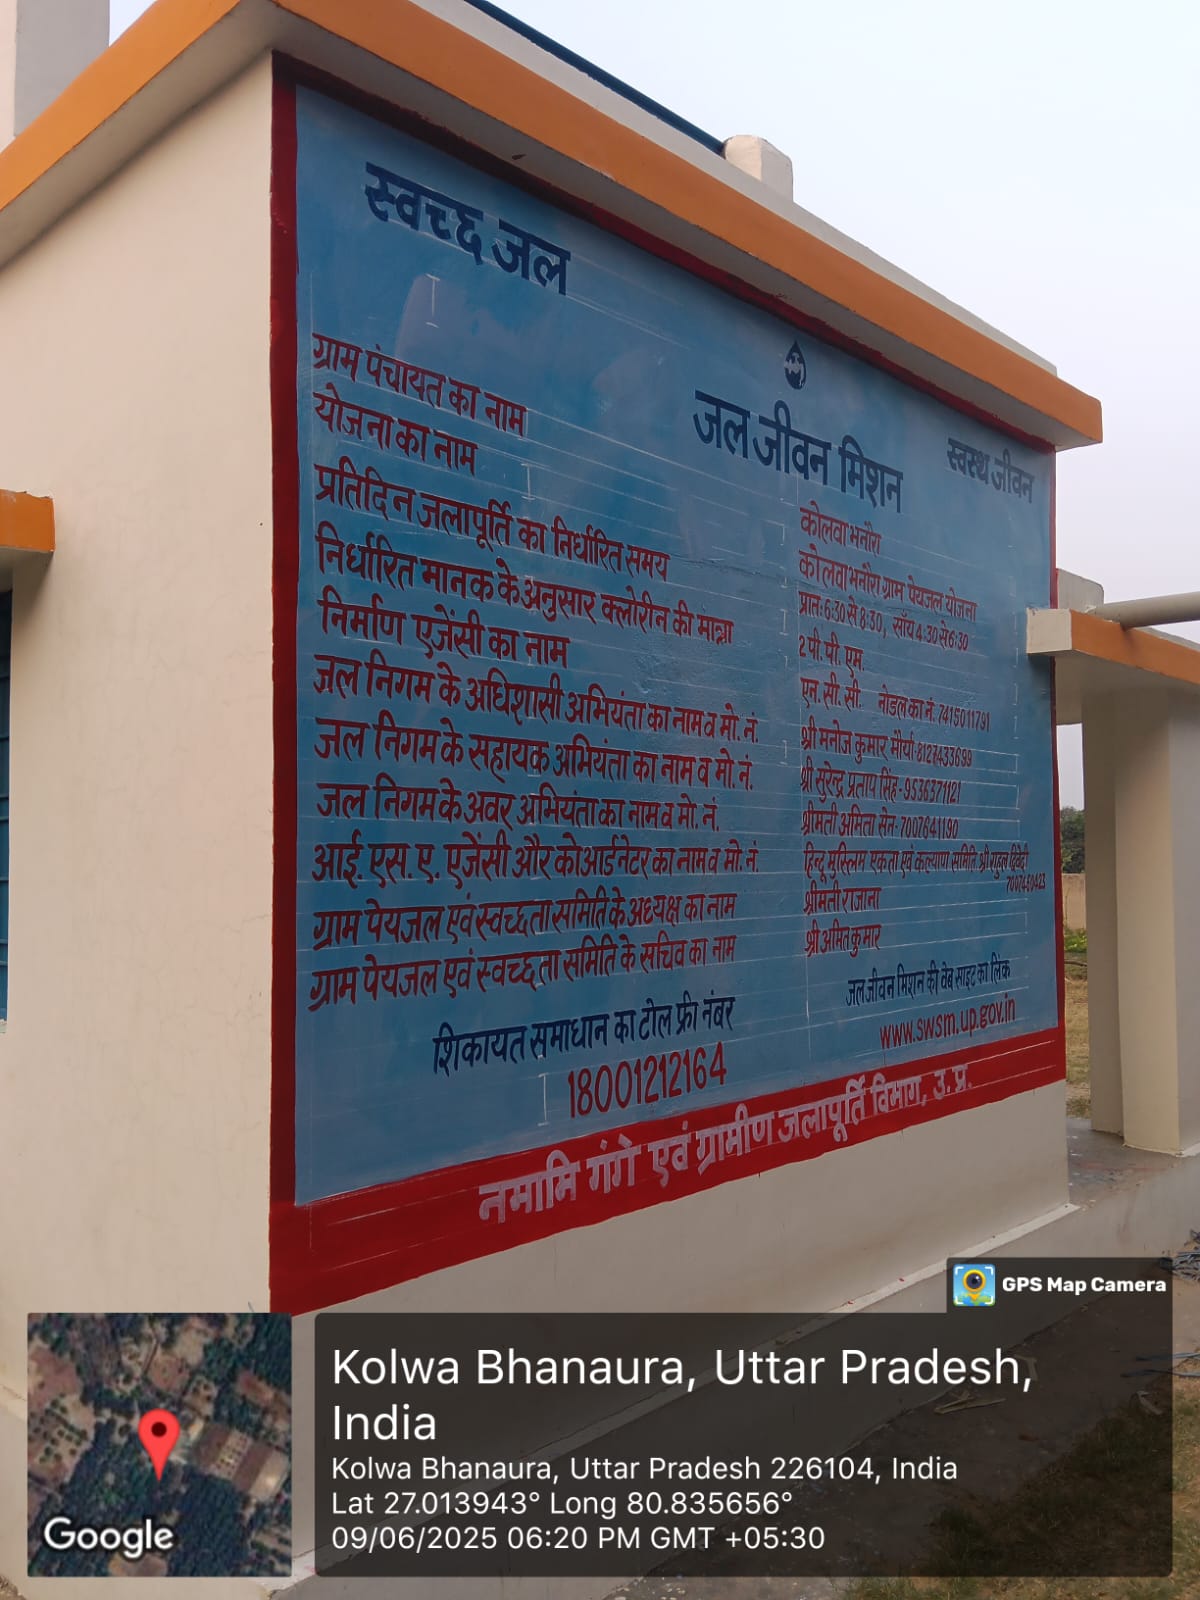 स्वच्छ जल
जल जीवन मिशन
स्वस्थ जीवन
ग्राम पंचायत का नाम कोलवा भनौरा
योजना का नाम कोलवा भनौरा ग्राम पेयजल योजना
प्रतिदिन जलापूर्ति का निर्धारित समय प्रातः 6:30 से 8:30, साँय 4:30 से 6:30
निर्धारित मानक के अनुसार क्लोरीन की मात्रा 2 पी. पी. एम.
निर्माण एजेंसी का नाम एन. सी. सी. नोडल का नं. 7415011791
जल निगम के अधिशासी अभियंता का नाम व मो. नं. श्री मनोज कुमार मौर्या-8127433699
जल निगम के सहायक अभियंता का नाम व मो. नं. श्री सुरेन्द्र प्रताप सिंह-9536371121
जल निगम के अवर अभियंता का नाम व मो. नं. श्रीमती अमिता सेन-7007641190
आई. एस. ए. एजेंसी और कोआर्डनेटर का नाम व मो. नं. हिन्दू मुस्लिम एकता एवं कल्याण समिति श्री राहुल द्विवेदी
ग्राम पेयजल एवं स्वच्छता समिति के अध्यक्ष का नाम श्रीमती राजाना
ग्राम पेयजल एवं स्वच्छता समिति के सचिव का नाम श्री अमित कुमार
शिकायत समाधान का टोल फ्री नंबर
18001212164
जल जीवन मिशन की वेब साइट का लिंक
www.swsm.up.gov.in
नमामि गंगे एवं ग्रामीण जलापूर्ति विभाग, उ. प्र.
GPS Map Camera
Kolwa Bhanaura, Uttar Pradesh,
India
Kolwa Bhanaura, Uttar Pradesh 226104, India
Lat 27.013943° Long 80.835656°
09/06/2025 06:20 PM GMT +05:30
Google